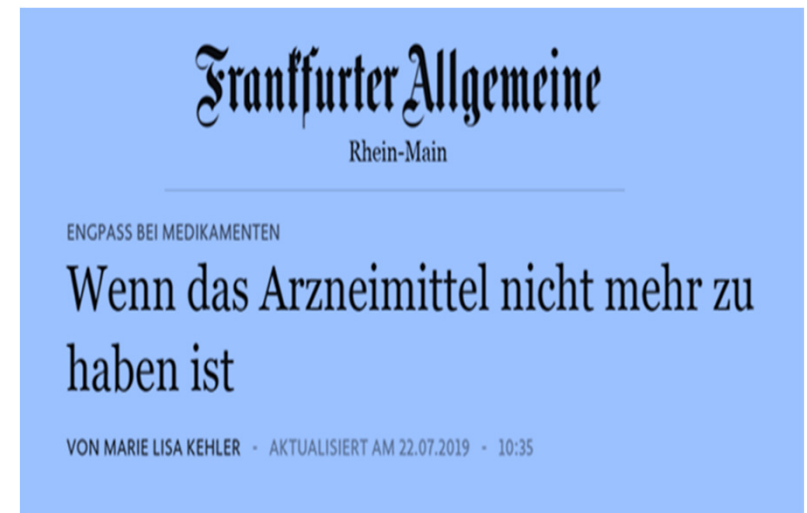 Frankfurter Allgemeine
Rhein-Main
ENGPASS BEI MEDIKAMENTEN
Wenn das Arzneimittel nicht mehr zu
haben ist
VON MARIE LISA KEHLER - AKTUALISIERT AM 22.07.2019 - 10:35